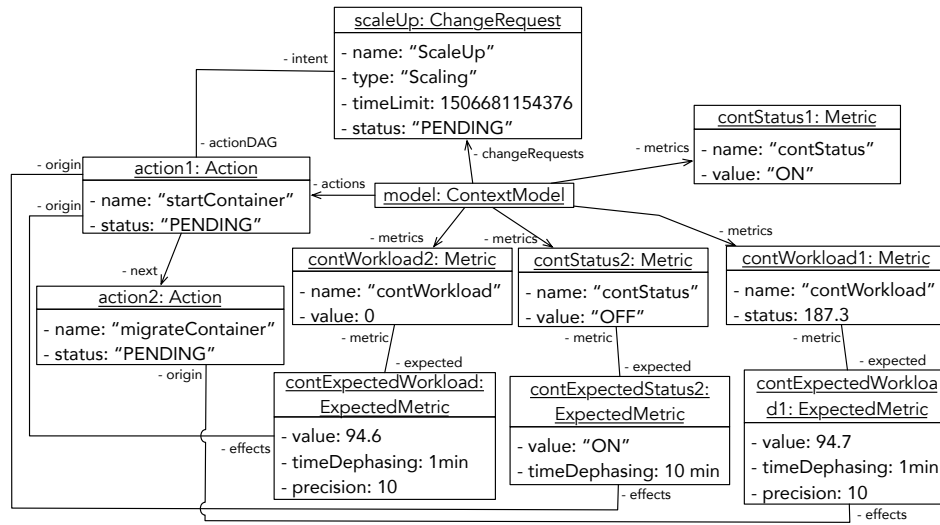 scaleUp: ChangeRequest
- name: “ScaleUp”
- type: “Scaling”
- timeLimit: 1506681154376
- status: “PENDING”
- intent
- actionDAG
- changeRequests
contStatus1: Metric
- name: “contStatus”
- value: “ON”
- metrics
- origin
action1: Action
- name: “startContainer”
- status: “PENDING”
- actions
model: ContextModel
- origin
- metrics
- metrics
- metrics
- next
action2: Action
- name: “migrateContainer”
- status: “PENDING”
- origin
contWorkload2: Metric
- name: “contWorkload”
- value: 0
- metric
- expected
contStatus2: Metric
- name: “contStatus”
- value: “OFF”
- metric
- expected
contWorkload1: Metric
- name: “contWorkload”
- status: 187.3
- metric
- expected
contExpectedWorkload:
ExpectedMetric
- value: 94.6
- timeDephasing: 1min
- precision: 10
- effects
contExpectedStatus2:
ExpectedMetric
- value: “ON”
- timeDephasing: 10 min
- effects
contExpectedWorkloa
d1: ExpectedMetric
- value: 94.7
- timeDephasing: 1min
- precision: 10
- effects